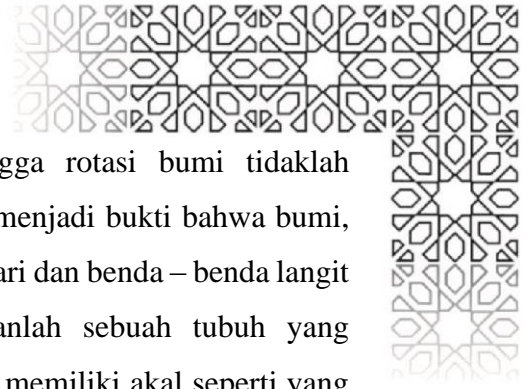 gga rotasi bumi tidaklah
menjadi bukti bahwa bumi,
ari dan benda – benda langit
anlah sebuah tubuh yang
memiliki akal seperti yang